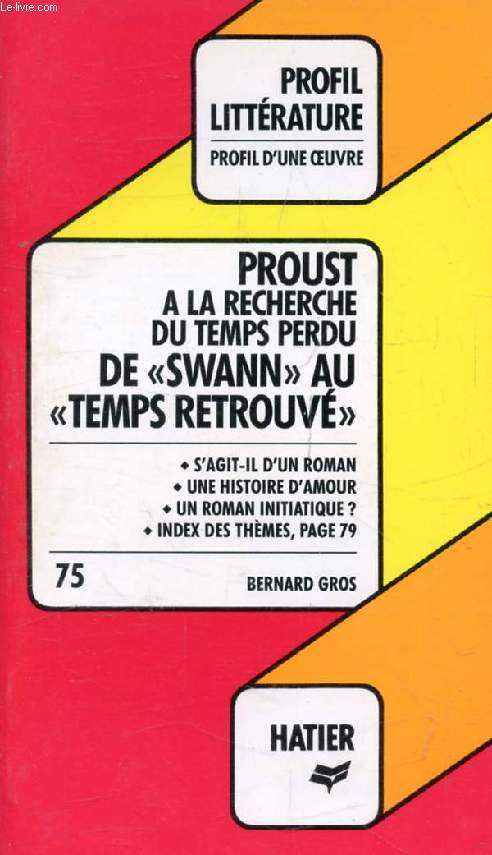 Le-livre.com
PROFIL
LITTÉRATURE
PROFIL D'UNE ŒUVRE
PROUST
A LA RECHERCHE
DU TEMPS PERDU
DE «SWANN» AU
«TEMPS RETROUVÉ»
◆ S'AGIT-IL D'UN ROMAN
◆ UNE HISTOIRE D'AMOUR
◆ UN ROMAN INITIATIQUE ?
◆ INDEX DES THÈMES, PAGE 79
75 BERNARD GROS
HATIER